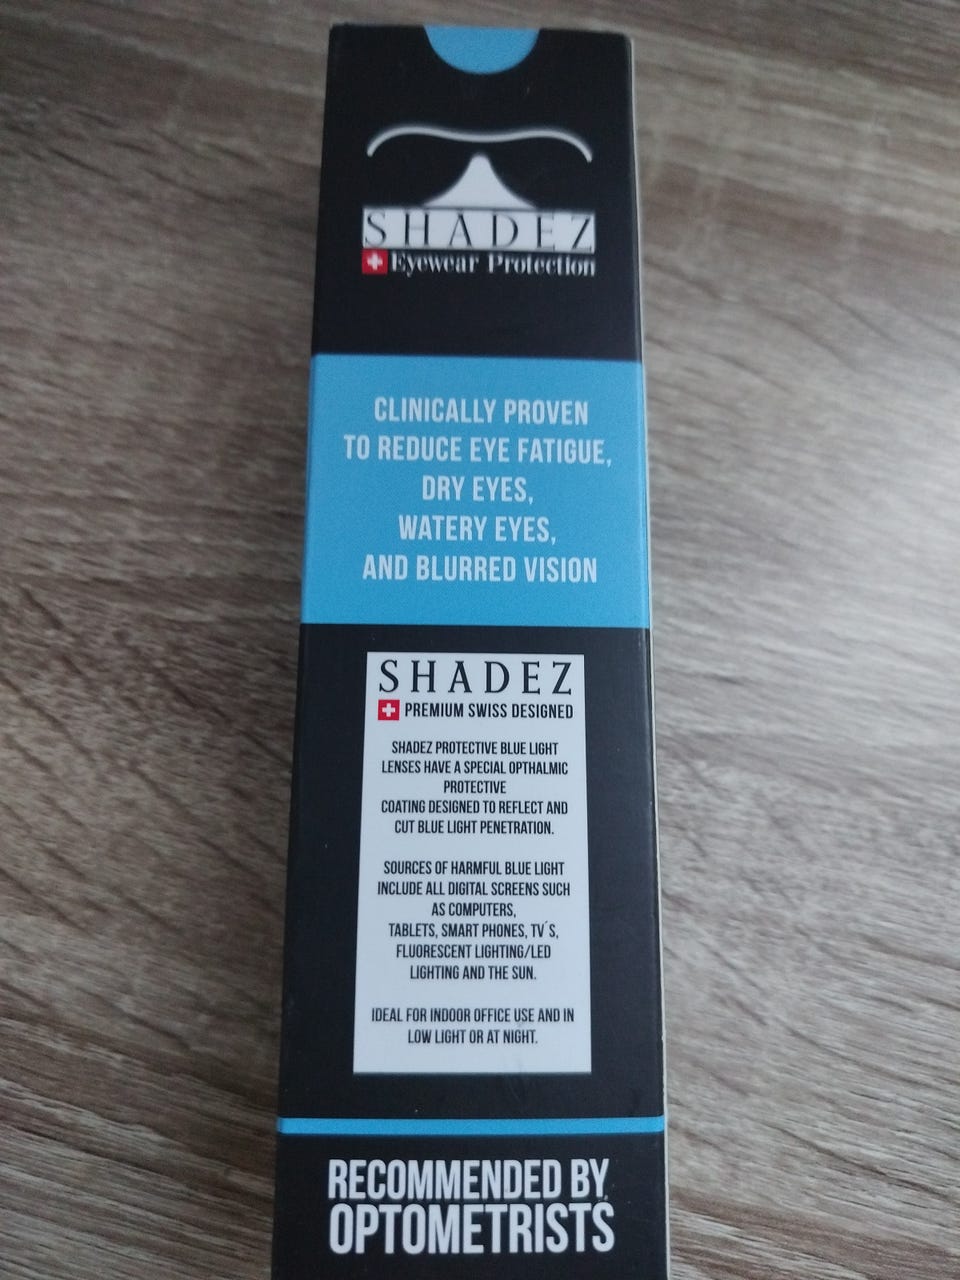 SHADEZ
Eyewear Protection
CLINICALLY PROVEN
TO REDUCE EYE FATIGUE,
DRY EYES,
WATERY EYES,
AND BLURRED VISION
SHADEZ
PREMIUM SWISS DESIGNED
SHADEZ PROTECTIVE BLUE LIGHT
LENSES HAVE A SPECIAL OPTHALMIC
PROTECTIVE
COATING DESIGNED TO REFLECT AND
CUT BLUE LIGHT PENETRATION.
SOURCES OF HARMFUL BLUE LIGHT
INCLUDE ALL DIGITAL SCREENS SUCH
AS COMPUTERS,
TABLETS, SMART PHONES, TV´S,
FLUORESCENT LIGHTING/LED
LIGHTING AND THE SUN.
IDEAL FOR INDOOR OFFICE USE AND IN
LOW LIGHT OR AT NIGHT.
RECOMMENDED BY
OPTOMETRISTS